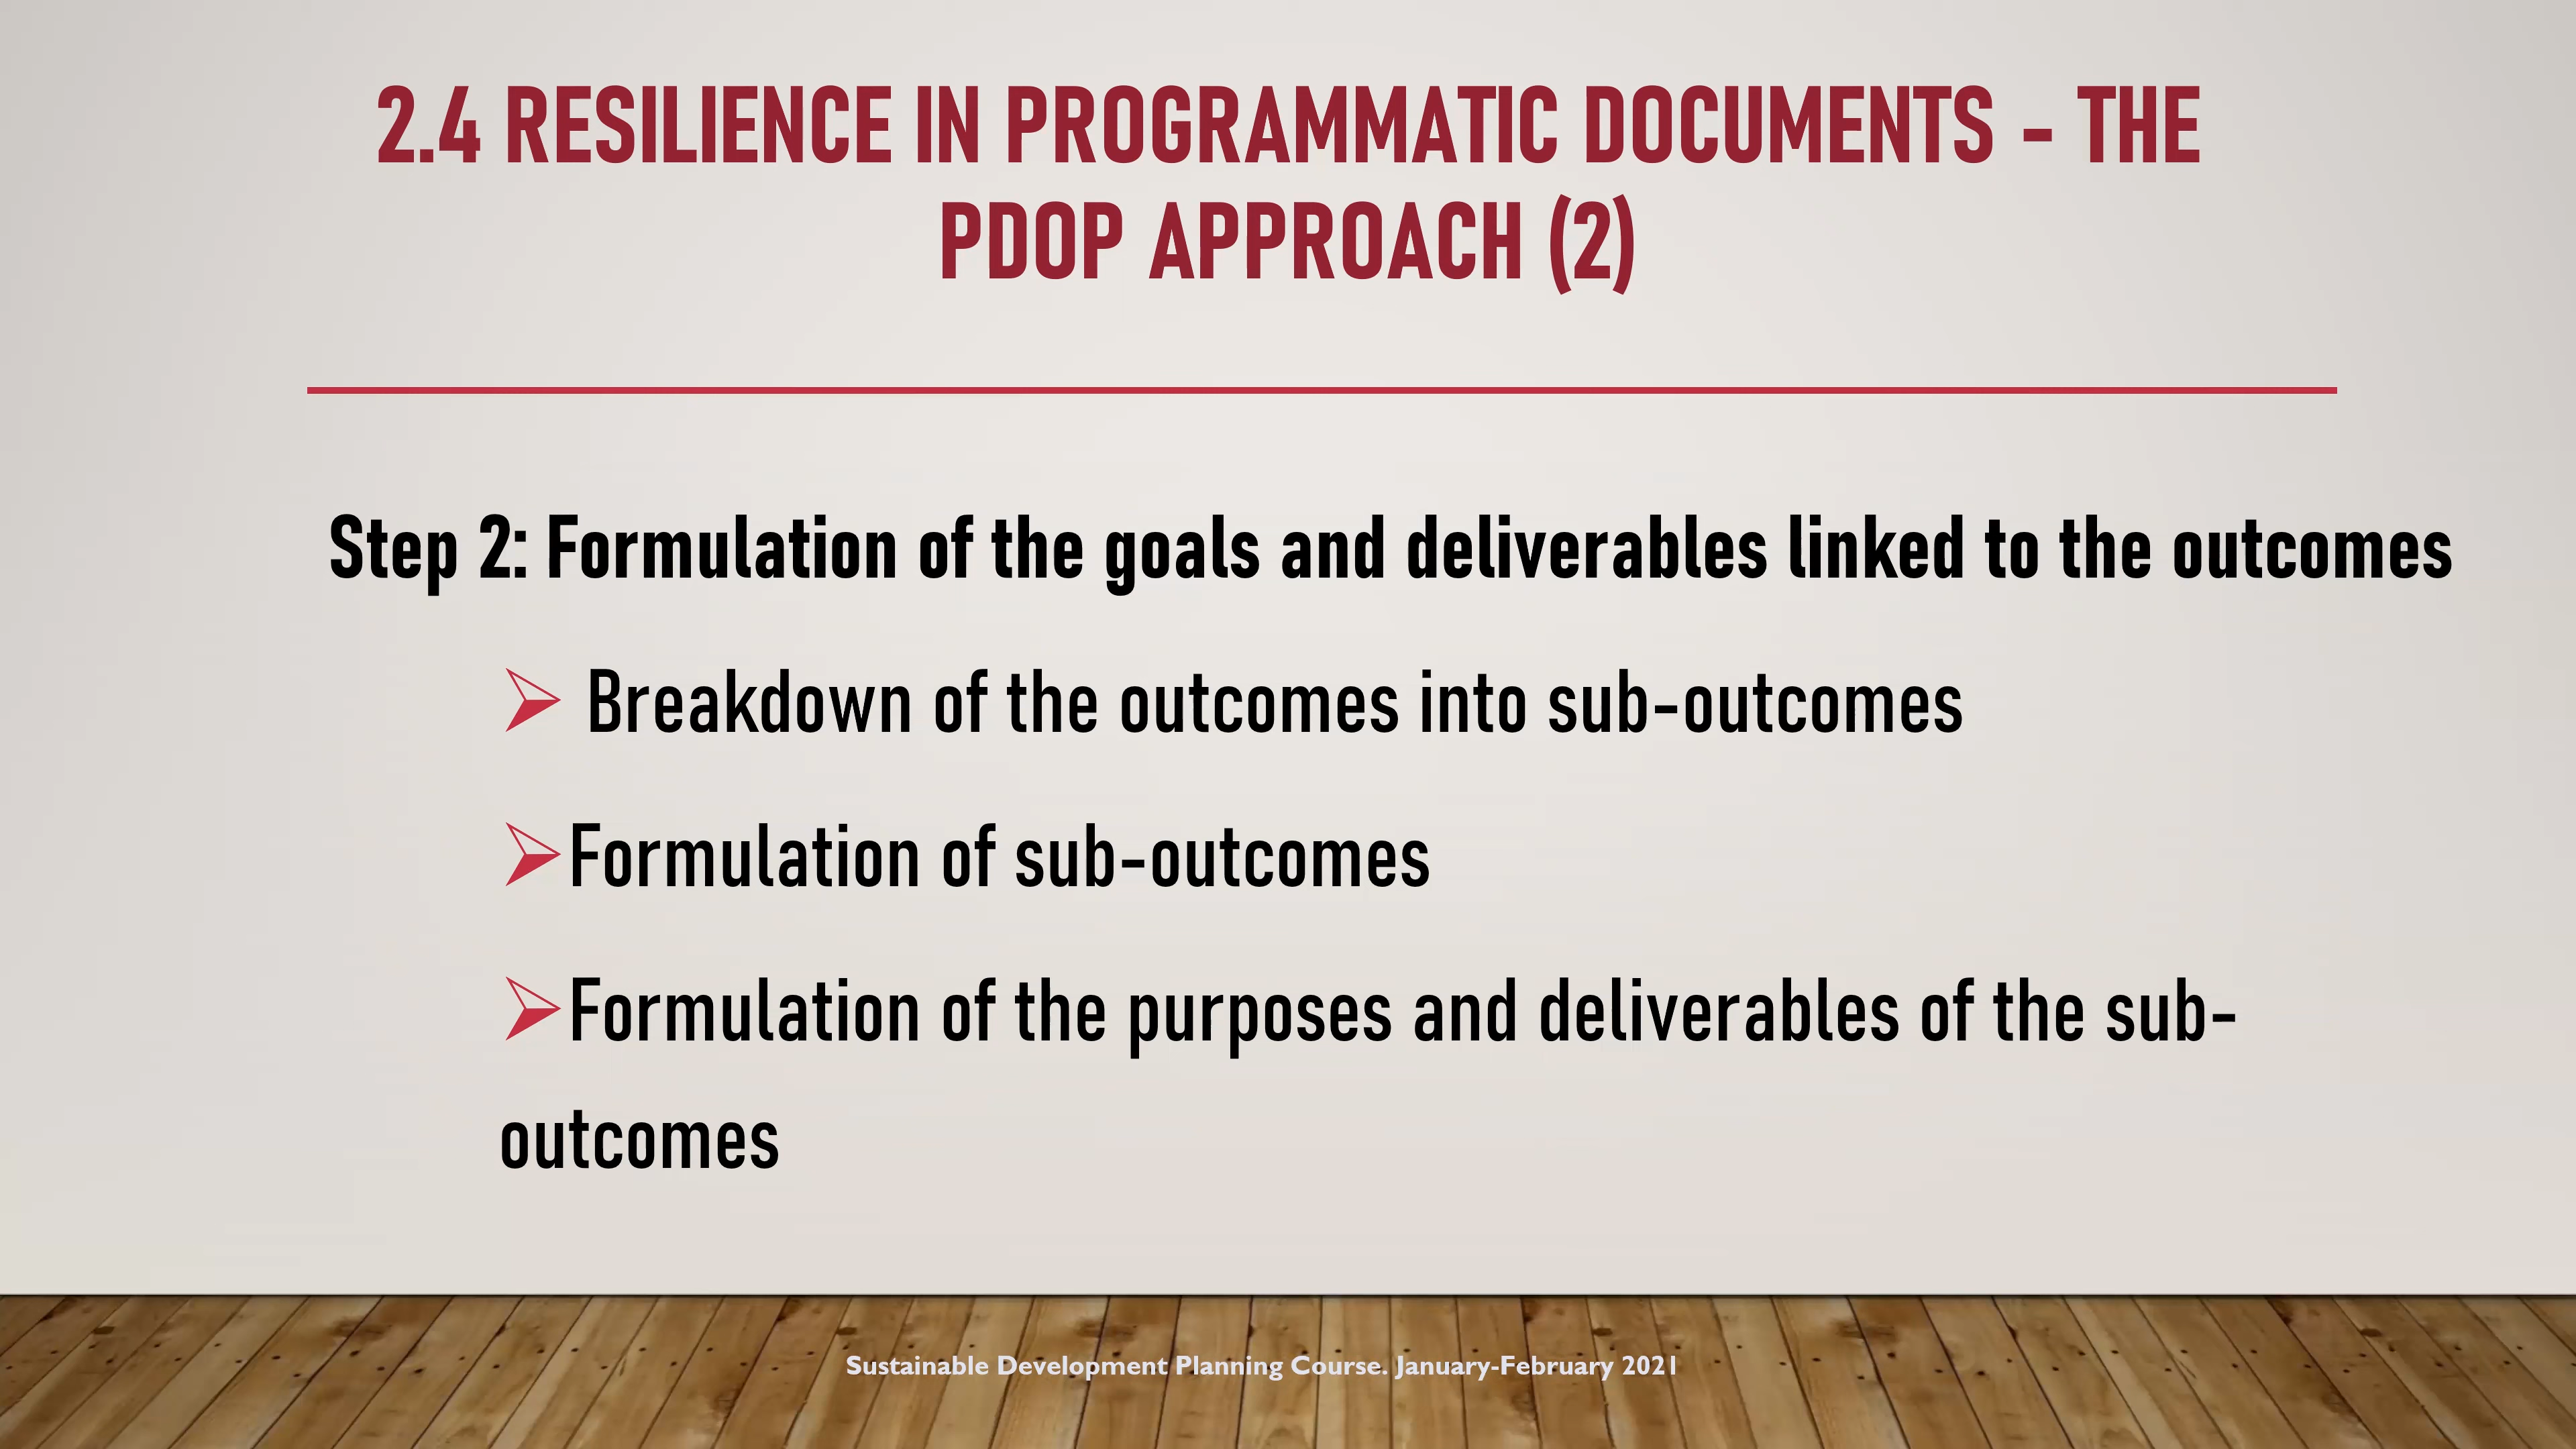 2.4 RESILIENCE IN PROGRAMMATIC DOCUMENTS - THE
PDOP APPROACH (2)
Step 2: Formulation of the goals and deliverables linked to the outcomes
Breakdown of the outcomes into sub-outcomes
Formulation of sub-outcomes
Formulation of the purposes and deliverables of the sub-
outcomes
Sustainable Development Planning Course. January-February 2021